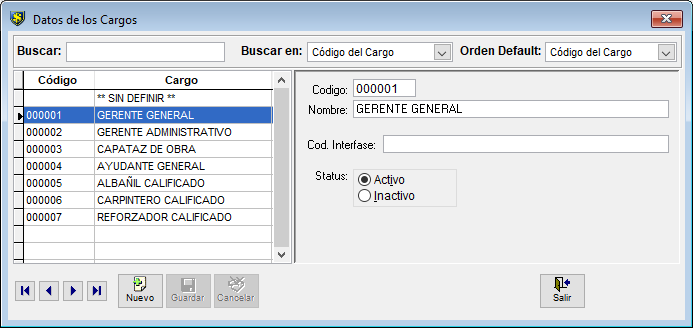 Datos de los Cargos
Buscar: Buscar en: Código del Cargo Orden Default: Código del Cargo
Código Cargo
** SIN DEFINIR **
000001 GERENTE GENERAL
000002 GERENTE ADMINISTRATIVO
000003 CAPATAZ DE OBRA
000004 AYUDANTE GENERAL
000005 ALBAÑIL CALIFICADO
000006 CARPINTERO CALIFICADO
000007 REFORZADOR CALIFICADO
Codigo: 000001
Nombre: GERENTE GENERAL
Cod. Interfase:
Status: Activo
Inactivo
Nuevo Guardar Cancelar Salir